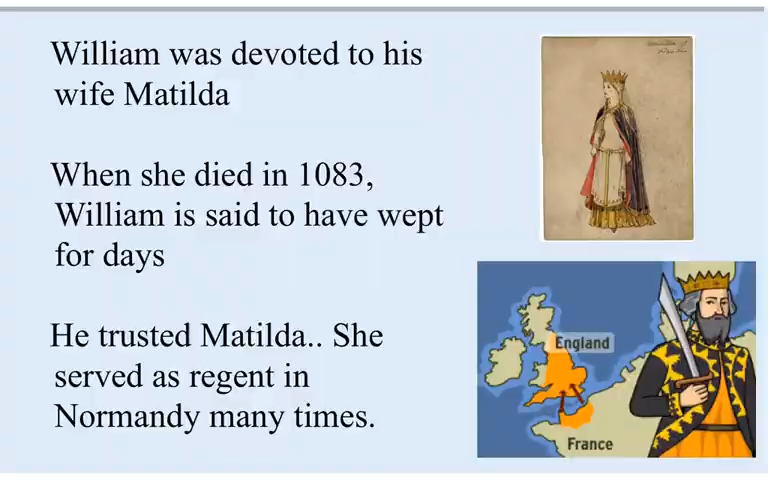 William was devoted to his
wife Matilda
When she died in 1083,
William is said to have wept
for days
He trusted Matilda.. She
served as regent in
Normandy many times.
England
France